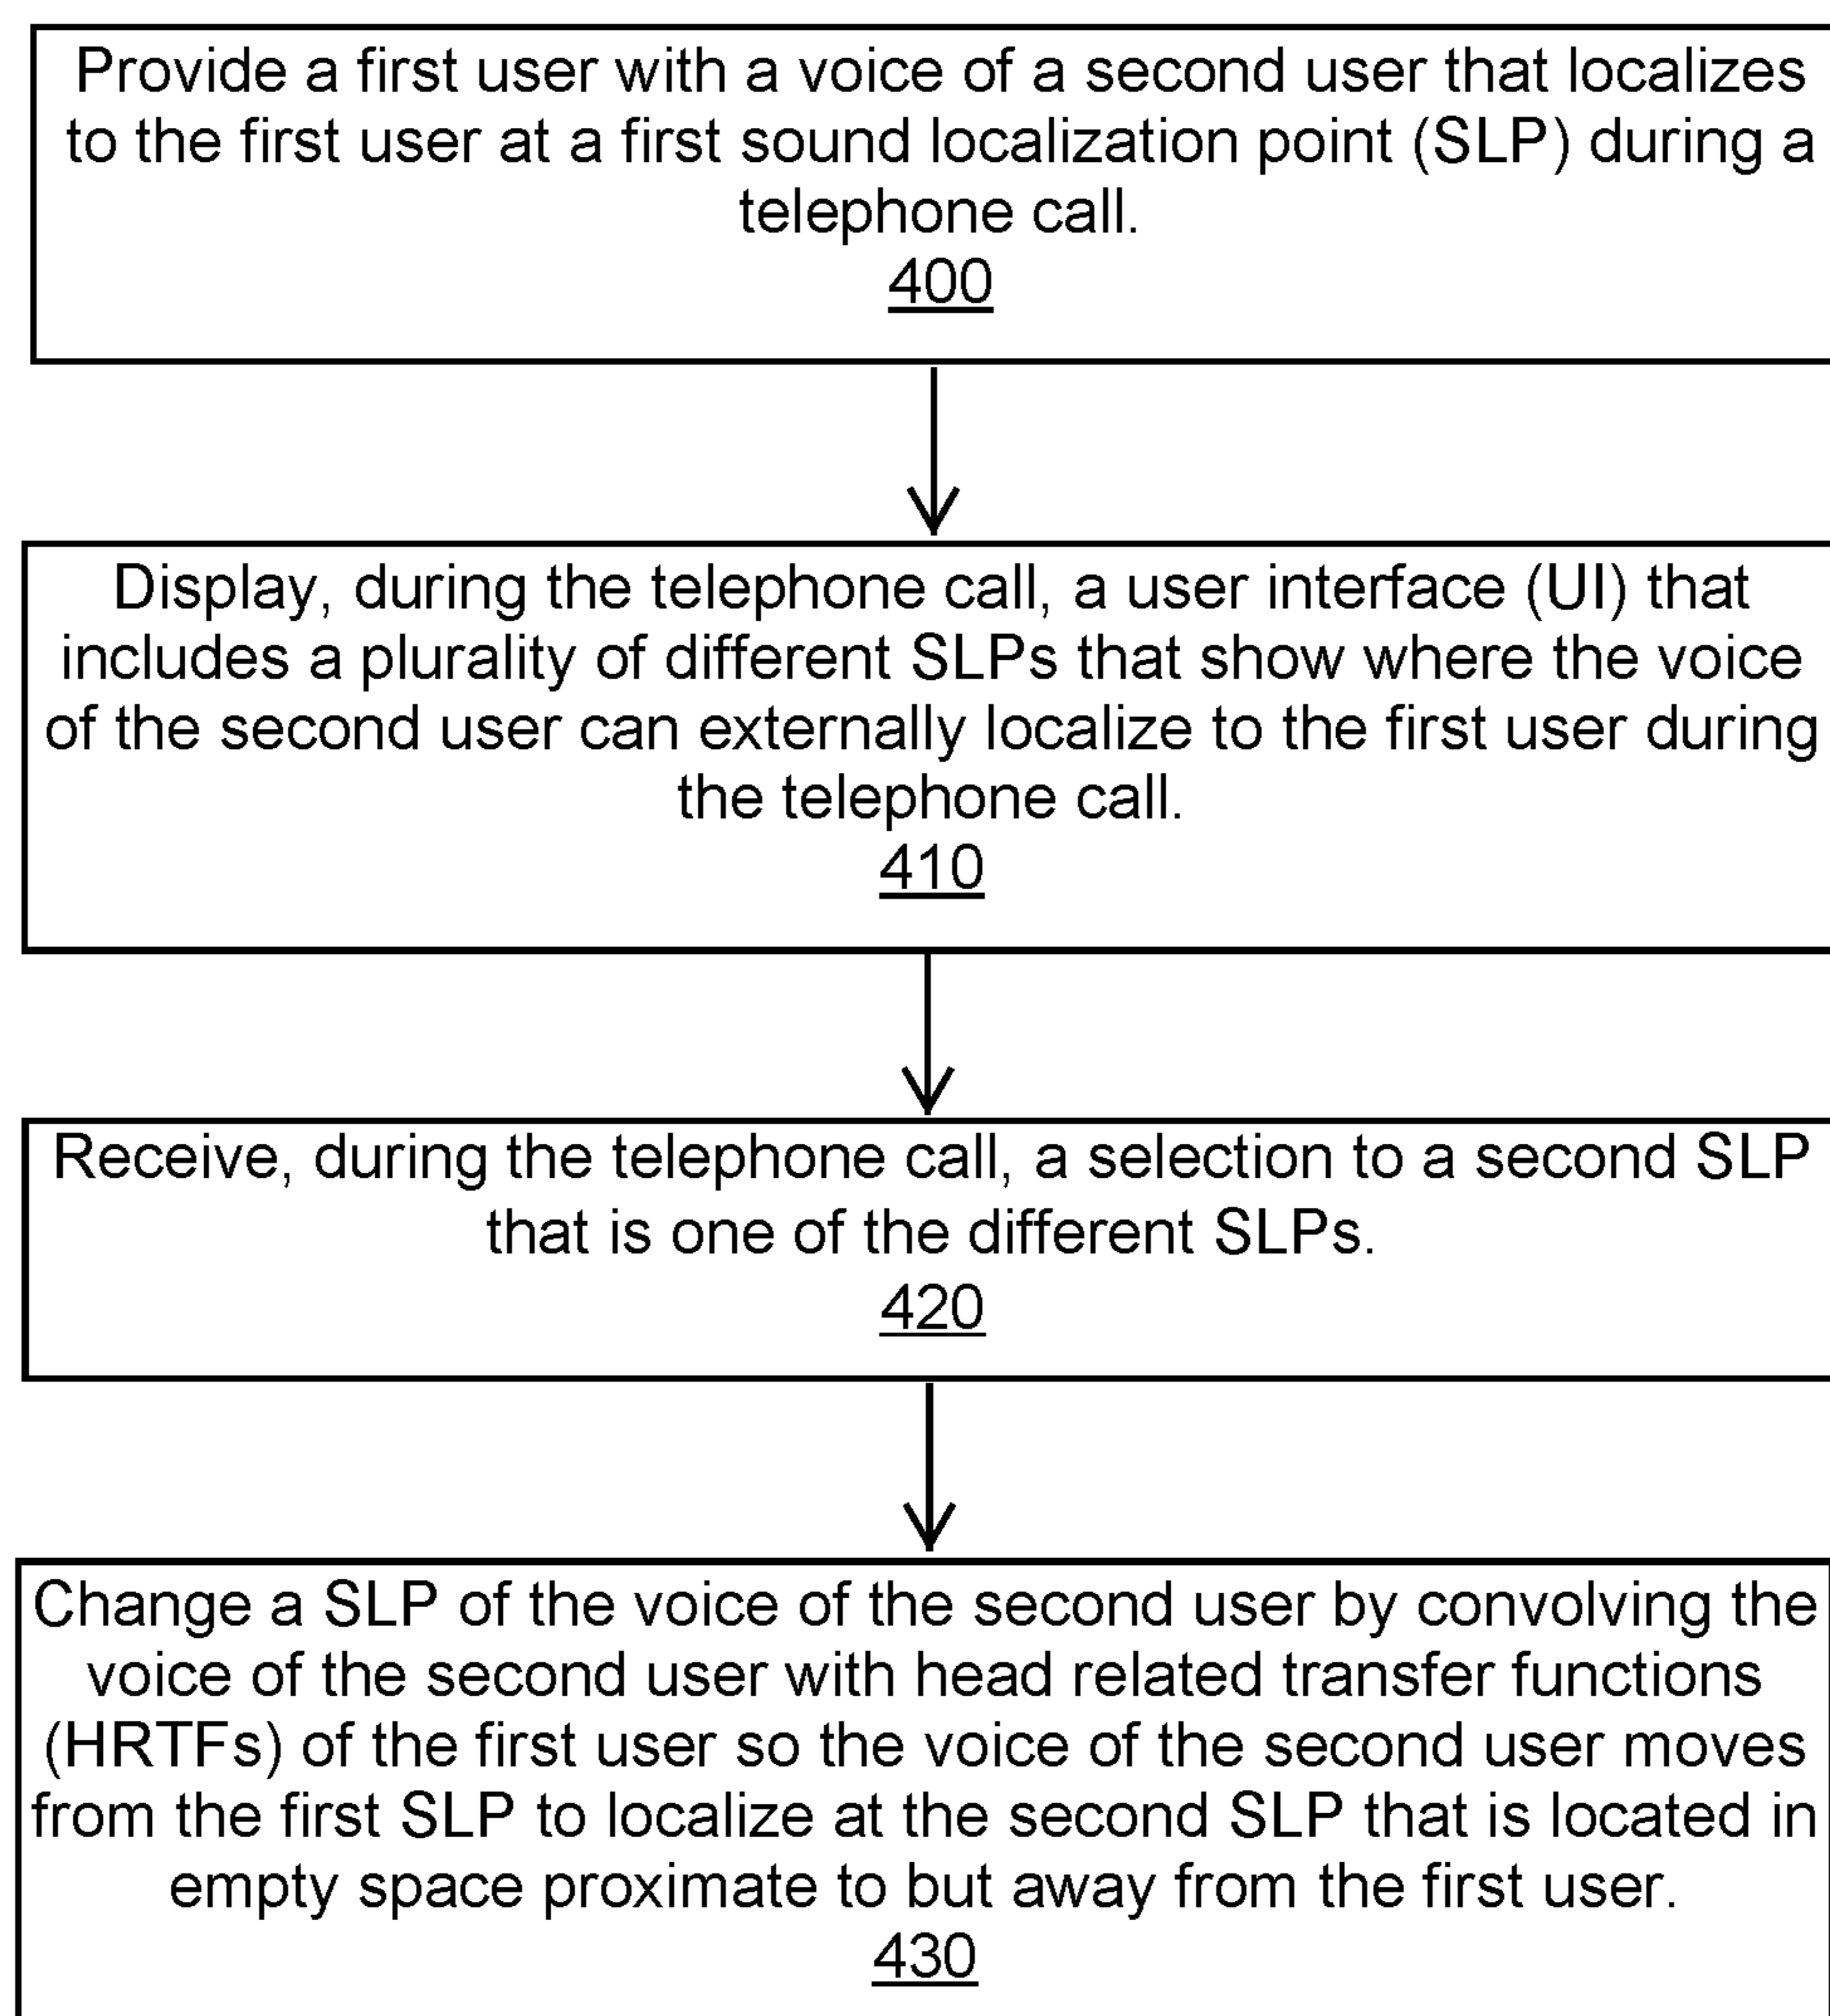 Provide a first user with a voice of a second user that localizes
to the first user at a first sound localization point (SLP) during a
telephone call.
400
Display, during the telephone call, a user interface (UI) that
includes a plurality of different SLPs that show where the voice
of the second user can externally localize to the first user during
the telephone call.
410
Receive, during the telephone call, a selection to a second SLP
that is one of the different SLPs.
420
Change a SLP of the voice of the second user by convolving the
voice of the second user with head related transfer functions
(HRTFs) of the first user so the voice of the second user moves
from the first SLP to localize at the second SLP that is located in
empty space proximate to but away from the first user.
430